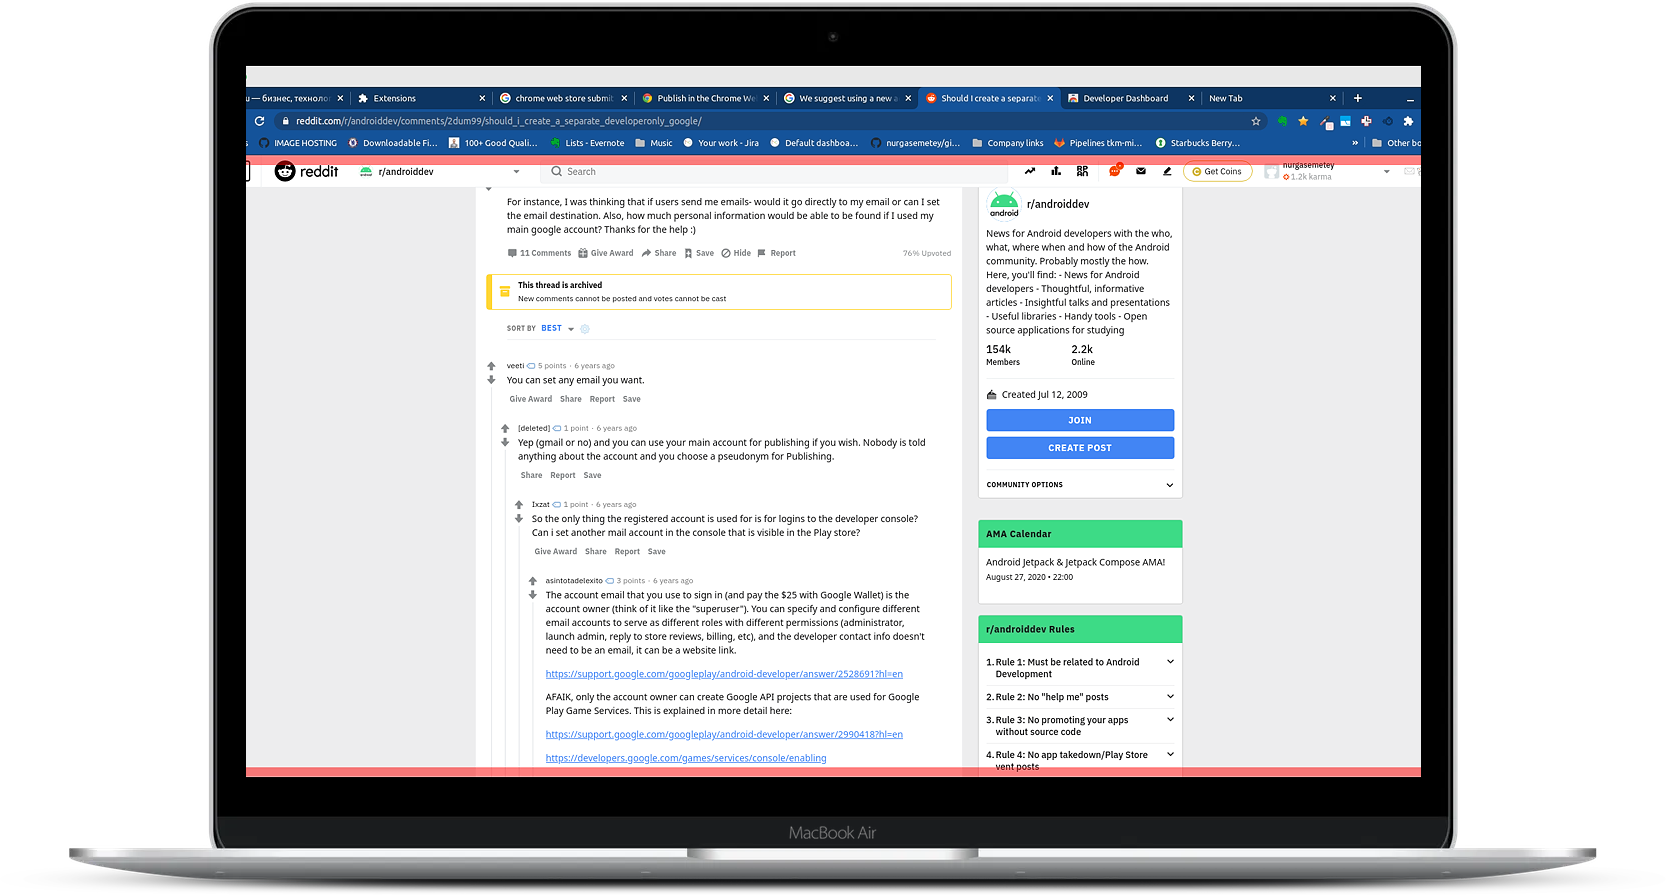 u — бизнес, технолог
Extensions
chrome web store submit
Publish in the Chrome We
We suggest using a new a
Should I create a separate
Developer Dashboard
New Tab
reddit.com/r/androiddev/comments/2dum99/should_i_create_a_separate_developeronly_google/
s
IMAGE HOSTING
Downloadable Fi...
100+ Good Quali...
Lists - Evernote
Music
Your work - Jira
Default dashboa...
nurgasemetey/gi...
Company links
Pipelines tkm-mi...
Starbucks Berry...
»
Other bo
reddit
r/androiddev
Search
Get Coins
nurgasemetey
1.2k karma
For instance, I was thinking that if users send me emails- would it go directly to my email or can I set
the email destination. Also, how much personal information would be able to be found if I used my
main google account? Thanks for the help :)
11 Comments Give Award Share Save Hide Report
76% Upvoted
This thread is archived
New comments cannot be posted and votes cannot be cast
SORT BY BEST
veeti 5 points · 6 years ago
You can set any email you want.
Give Award Share Report Save
[deleted] 1 point · 6 years ago
Yep (gmail or no) and you can use your main account for publishing if you wish. Nobody is told
anything about the account and you choose a pseudonym for Publishing.
Share Report Save
Ixzat 1 point · 6 years ago
So the only thing the registered account is used for is for logins to the developer console?
Can i set another mail account in the console that is visible in the Play store?
Give Award Share Report Save
asintotadelexito 3 points · 6 years ago
The account email that you use to sign in (and pay the $25 with Google Wallet) is the
account owner (think of it like the "superuser"). You can specify and configure different
email accounts to serve as different roles with different permissions (administrator,
launch admin, reply to store reviews, billing, etc), and the developer contact info doesn't
need to be an email, it can be a website link.
https://support.google.com/googleplay/android-developer/answer/2528691?hl=en
AFAIK, only the account owner can create Google API projects that are used for Google
Play Game Services. This is explained in more detail here:
https://support.google.com/googleplay/android-developer/answer/2990418?hl=en
https://developers.google.com/games/services/console/enabling
android
r/androiddev
News for Android developers with the who,
what, where when and how of the Android
community. Probably mostly the how.
Here, you'll find: - News for Android
developers - Thoughtful, informative
articles - Insightful talks and presentations
- Useful libraries - Handy tools - Open
source applications for studying
154k 2.2k
Members Online
Created Jul 12, 2009
JOIN
CREATE POST
COMMUNITY OPTIONS
AMA Calendar
Android Jetpack & Jetpack Compose AMA!
August 27, 2020 • 22:00
r/androiddev Rules
1. Rule 1: Must be related to Android
Development
2. Rule 2: No "help me" posts
3. Rule 3: No promoting your apps
without source code
4. Rule 4: No app takedown/Play Store
vent posts
MacBook Air